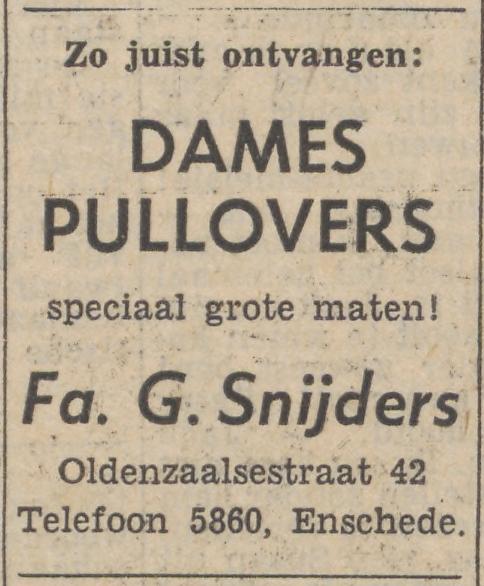 Zo juist ontvangen:
DAMES
PULLOVERS
speciaal grote maten!
Fa. G. Snijders
Oldenzaalsestraat 42
Telefoon 5860, Enschede.